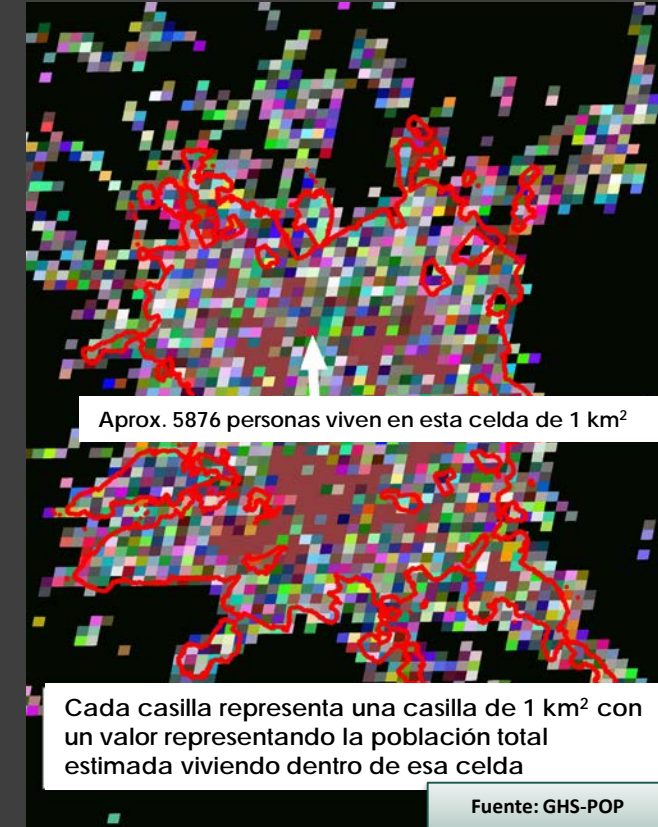 Aprox. 5876 personas viven en esta celda de 1 km²
Cada casilla representa una casilla de 1 km² con
un valor representando la población total
estimada viviendo dentro de esa celda
Fuente: GHS-POP